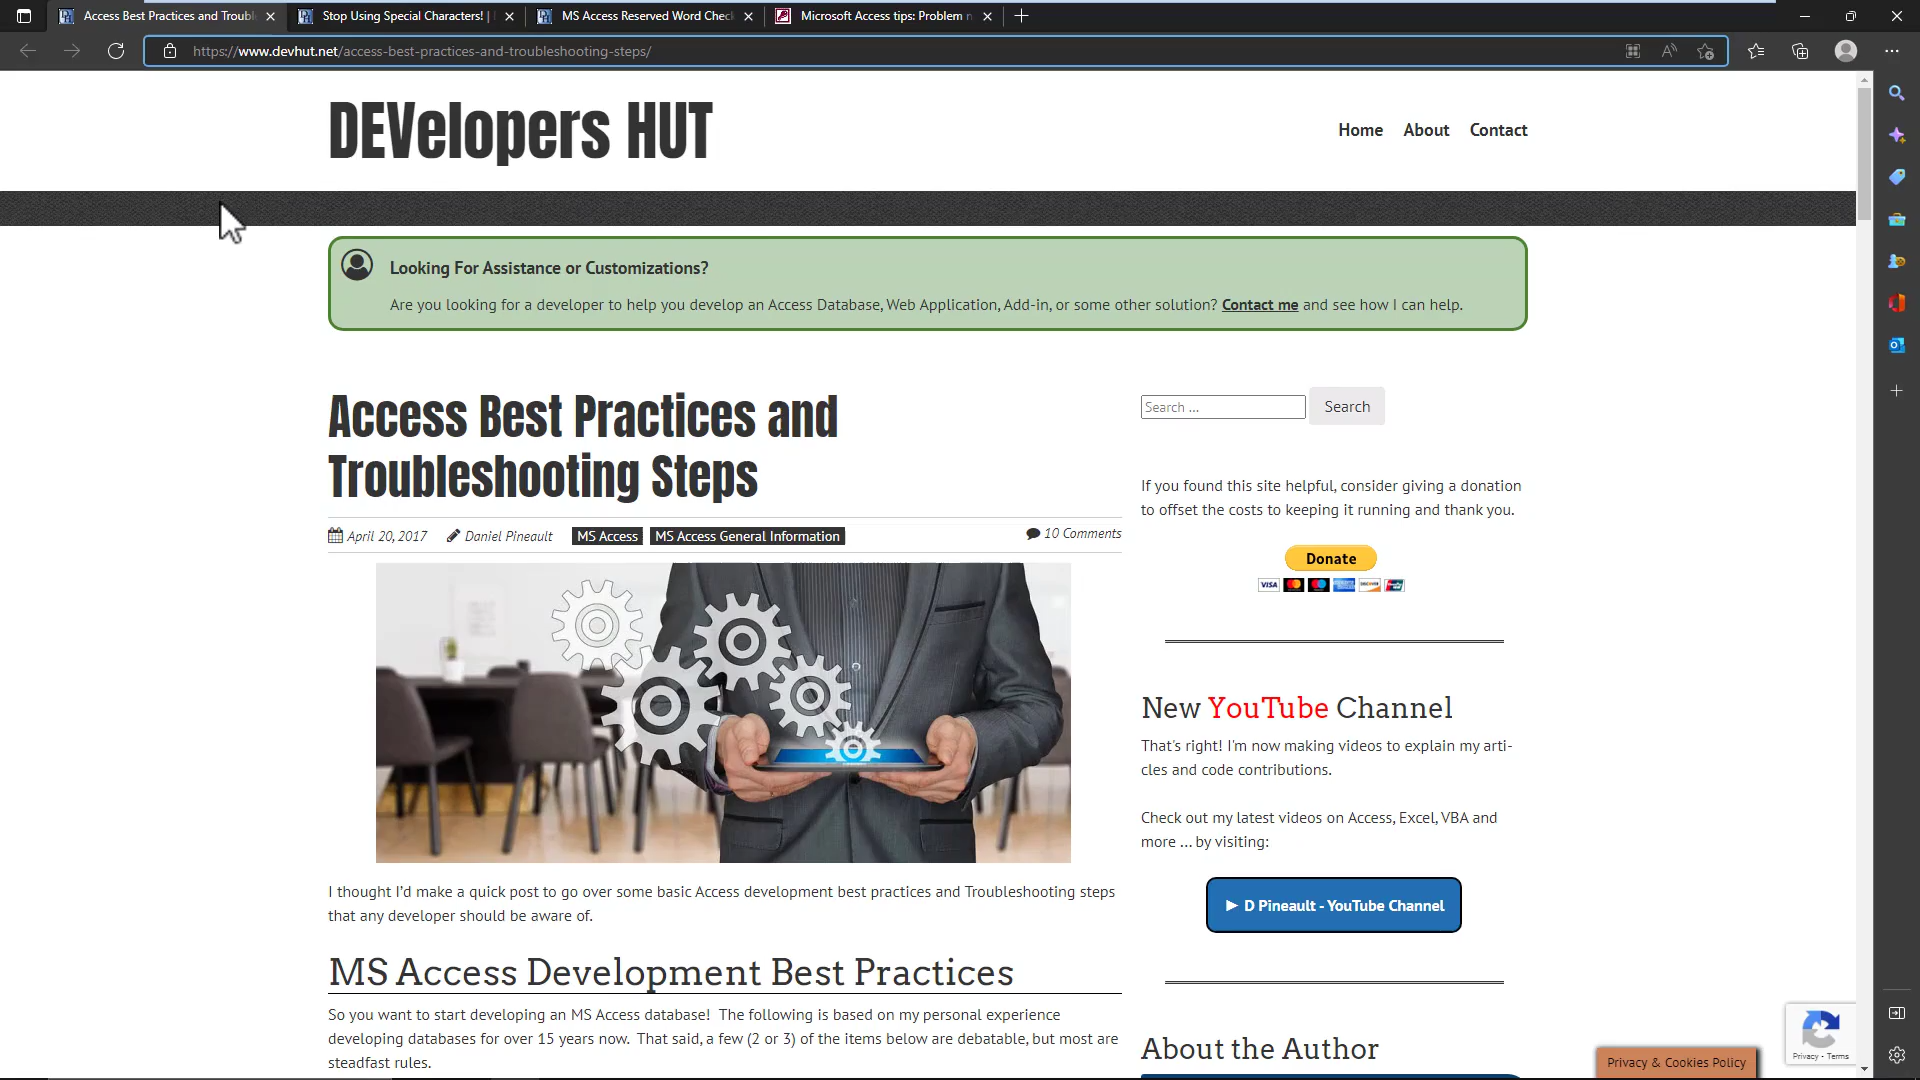 Access Best Practices and Troubl
Stop Using Special Characters! |
MS Access Reserved Word Chec
Microsoft Access tips: Problem n
https://www.devhut.net/access-best-practices-and-troubleshooting-steps/
DEVelopers HUT
Home About Contact
Looking For Assistance or Customizations?
Are you looking for a developer to help you develop an Access Database, Web Application, Add-in, or some other solution? Contact me and see how I can help.
Access Best Practices and
Troubleshooting Steps
April 20, 2017 Daniel Pineault MS Access MS Access General Information 10 Comments
I thought I'd make a quick post to go over some basic Access development best practices and Troubleshooting steps
that any developer should be aware of.
MS Access Development Best Practices
So you want to start developing an MS Access database! The following is based on my personal experience
developing databases for over 15 years now. That said, a few (2 or 3) of the items below are debatable, but most are
steadfast rules.
Search ... Search
If you found this site helpful, consider giving a donation
to offset the costs to keeping it running and thank you.
Donate
VISA
New YouTube Channel
That's right! I'm now making videos to explain my arti-
cles and code contributions.
Check out my latest videos on Access, Excel, VBA and
more ... by visiting:
► D Pineault - YouTube Channel
About the Author
Privacy - Terms
Privacy & Cookies Policy